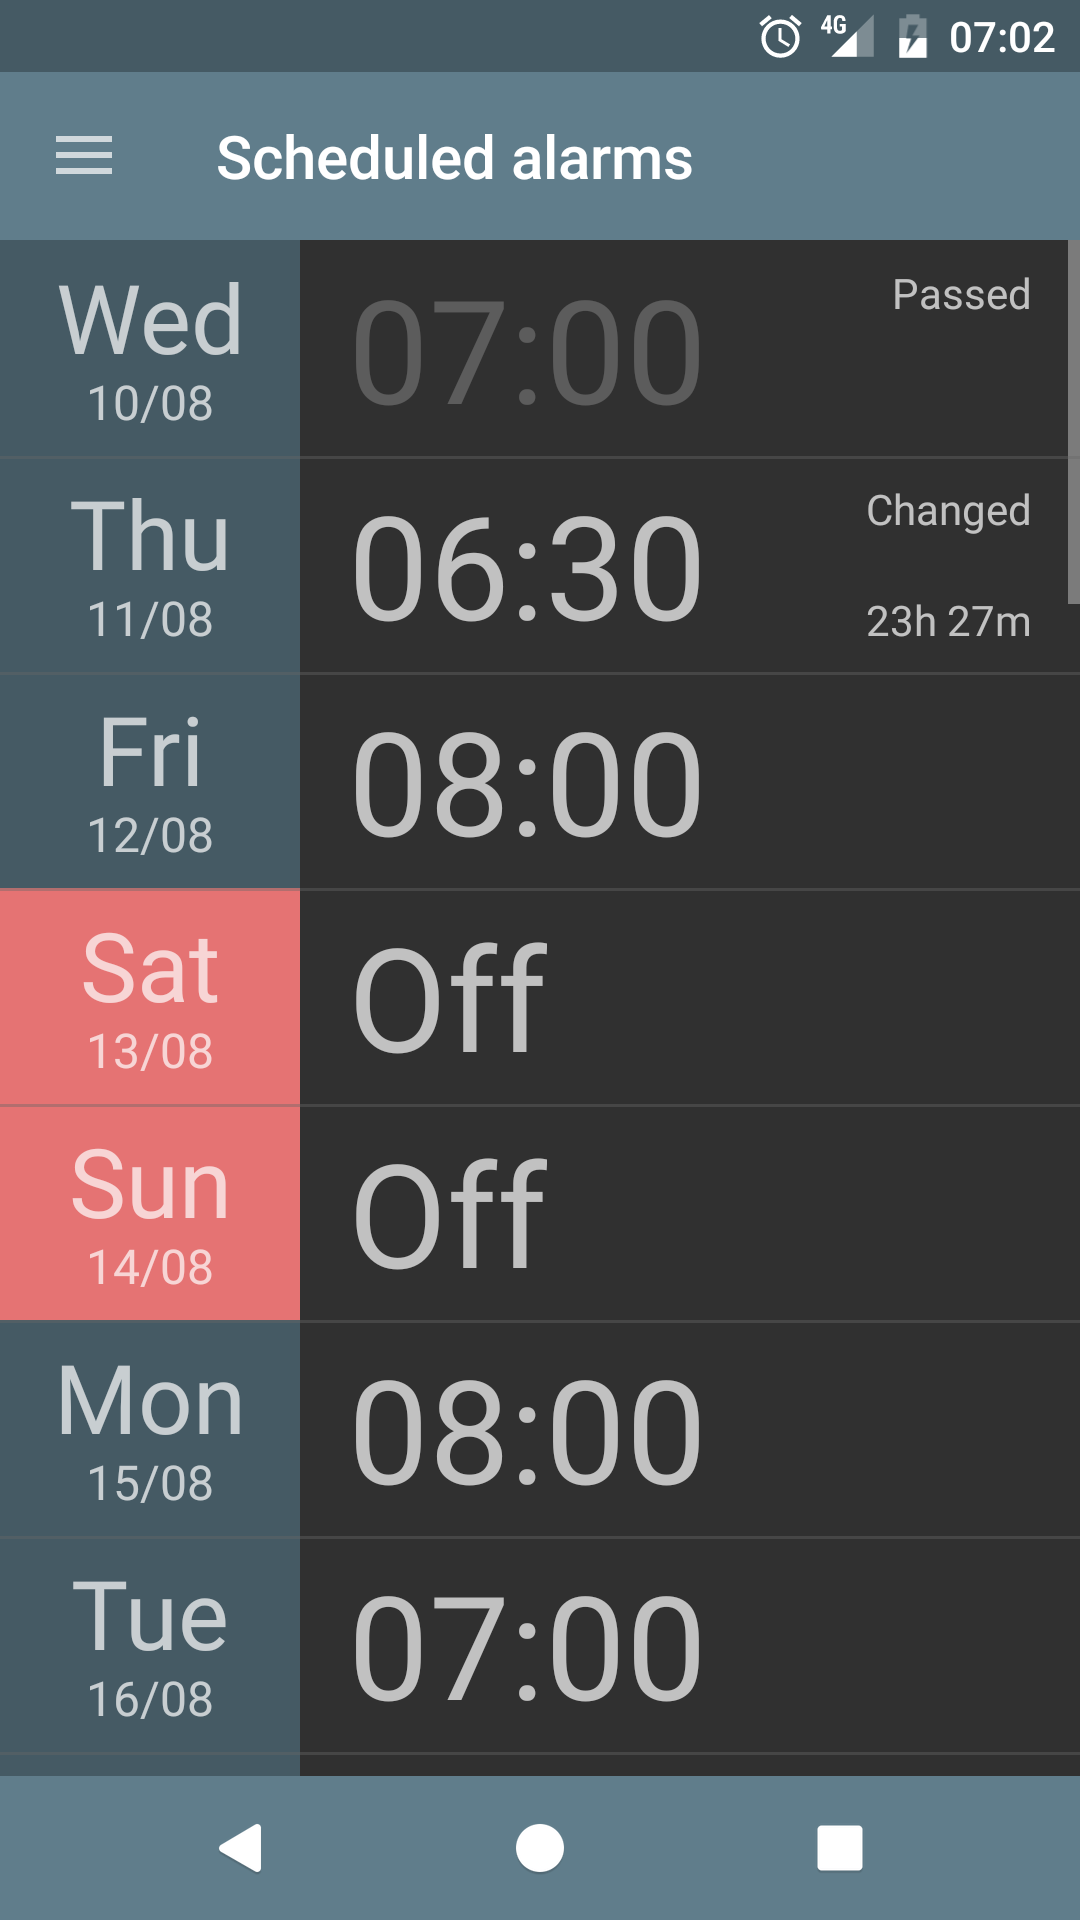 4G 07:02
Scheduled alarms
Wed
10/08
07:00
Passed
Thu
11/08
06:30
Changed
23h 27m
Fri
12/08
08:00
Sat
13/08
Off
Sun
14/08
Off
Mon
15/08
08:00
Tue
16/08
07:00